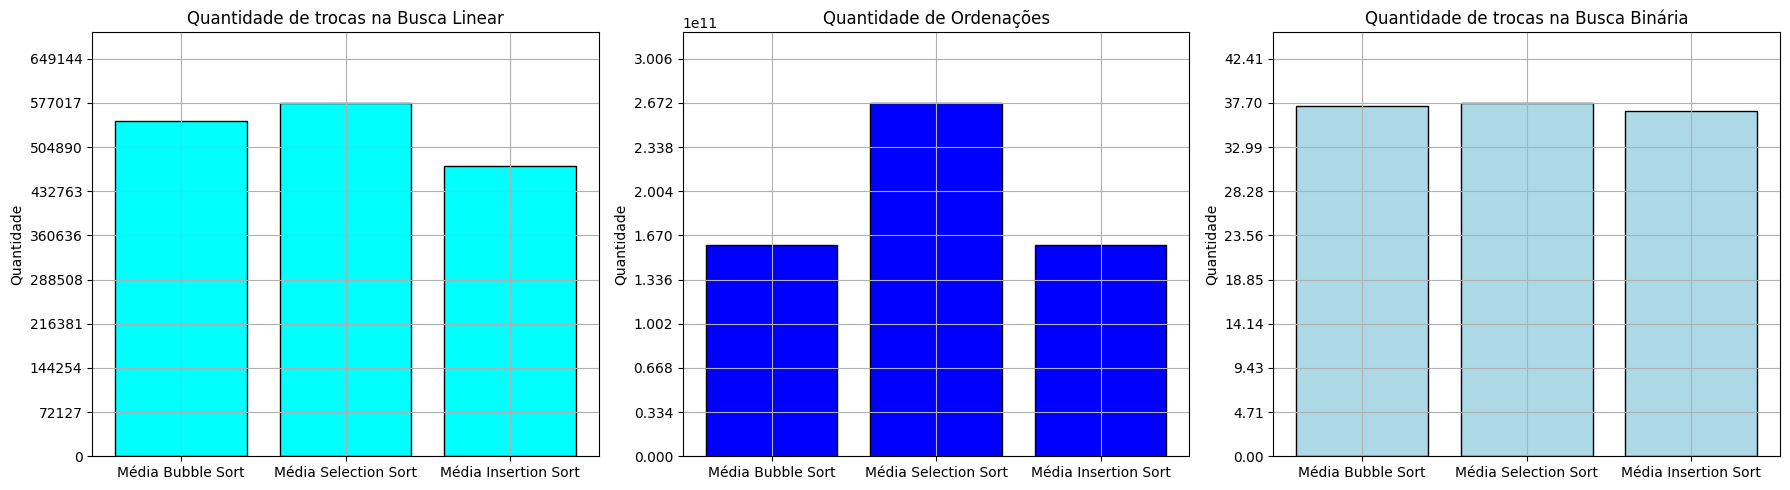 Quantidade de trocas na Busca Linear
Quantidade
649144
577017
504890
432763
360636
288508
216381
144254
72127
0
Média Bubble Sort
Média Selection Sort
Média Insertion Sort
Quantidade de Ordenações
1e11
Quantidade
3.006
2.672
2.338
2.004
1.670
1.336
1.002
0.668
0.334
0.000
Média Bubble Sort
Média Selection Sort
Média Insertion Sort
Quantidade de trocas na Busca Binária
Quantidade
42.41
37.70
32.99
28.28
23.56
18.85
14.14
9.43
4.71
0.00
Média Bubble Sort
Média Selection Sort
Média Insertion Sort